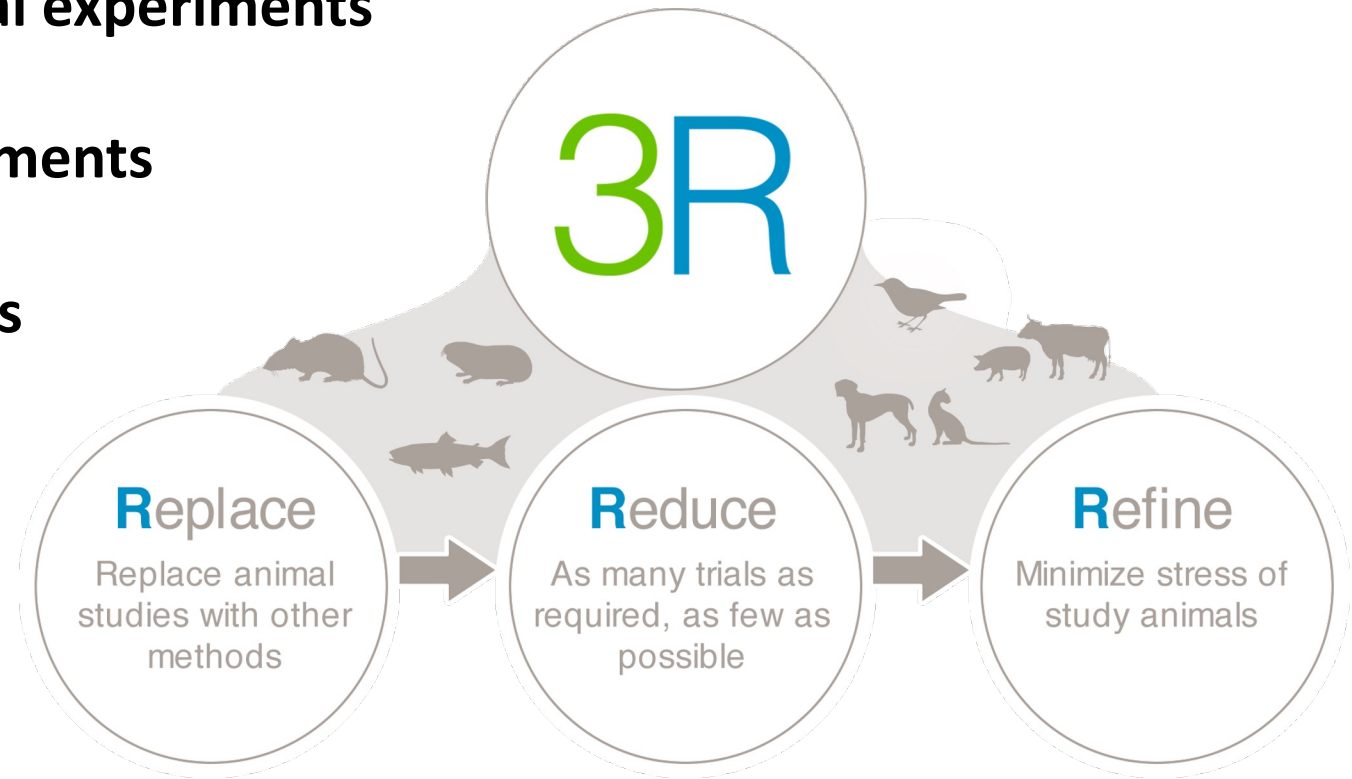 al experiments
ments
s
3R
Replace
Replace animal
studies with other
methods
Reduce
As many trials as
required, as few as
possible
Refine
Minimize stress of
study animals